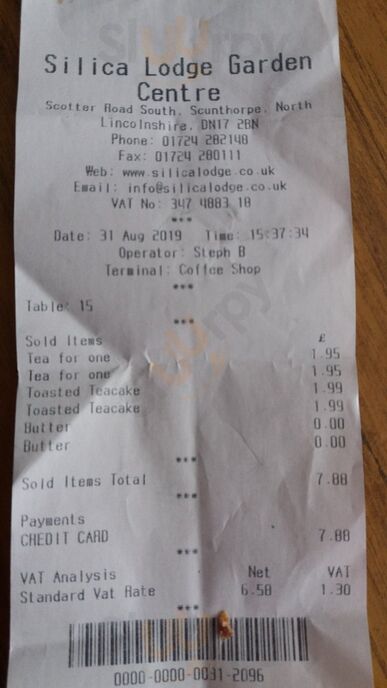 Silica Lodge Garden
Centre
Scotter Road South, Scunthorpe, North
Lincolnshire, DN17 2BN
Phone: 01724 282148
Fax: 01724 280111
Web: www.silicalodge.co.uk
Email: info@silicalodge.co.uk
VAT No: 347 4883 18
***
Date: 31 Aug 2019 Time: 15:37:34
Operator: Steph B
Terminal: Coffee Shop
***
Table: 15
***
Sold Items £
Tea for one 1.95
Tea for one 1.95
Toasted Teacake 1.99
Toasted Teacake 1.99
Butter 0.00
Butter 0.00
***
Sold Items Total 7.88
***
Payments
CREDIT CARD 7.88
***
VAT Analysis Net VAT
Standard Vat Rate 6.58 1.30
***
0000-0000-0031-2096